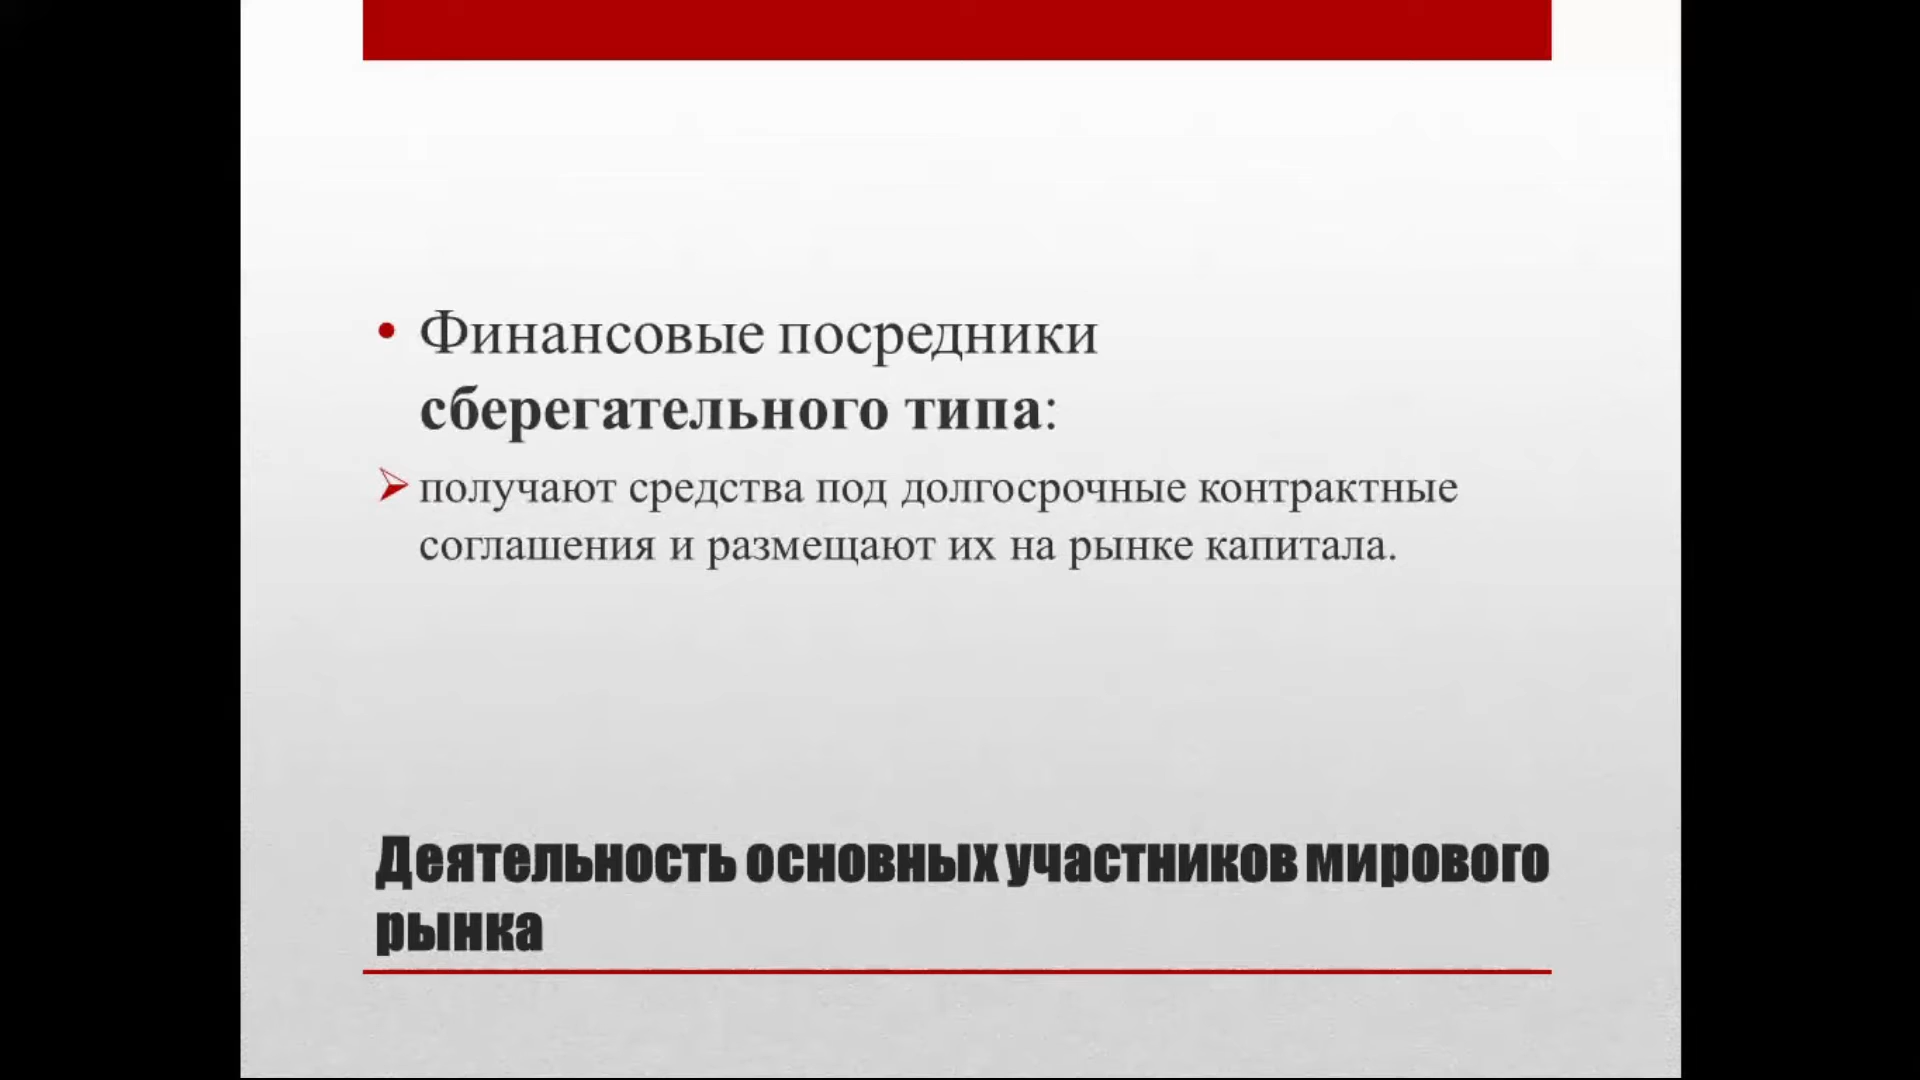 Финансовые посредники
сберегательного типа:
получают средства под долгосрочные контрактные
соглашения и размещают их на рынке капитала.
Деятельность основных участников мирового
рынка